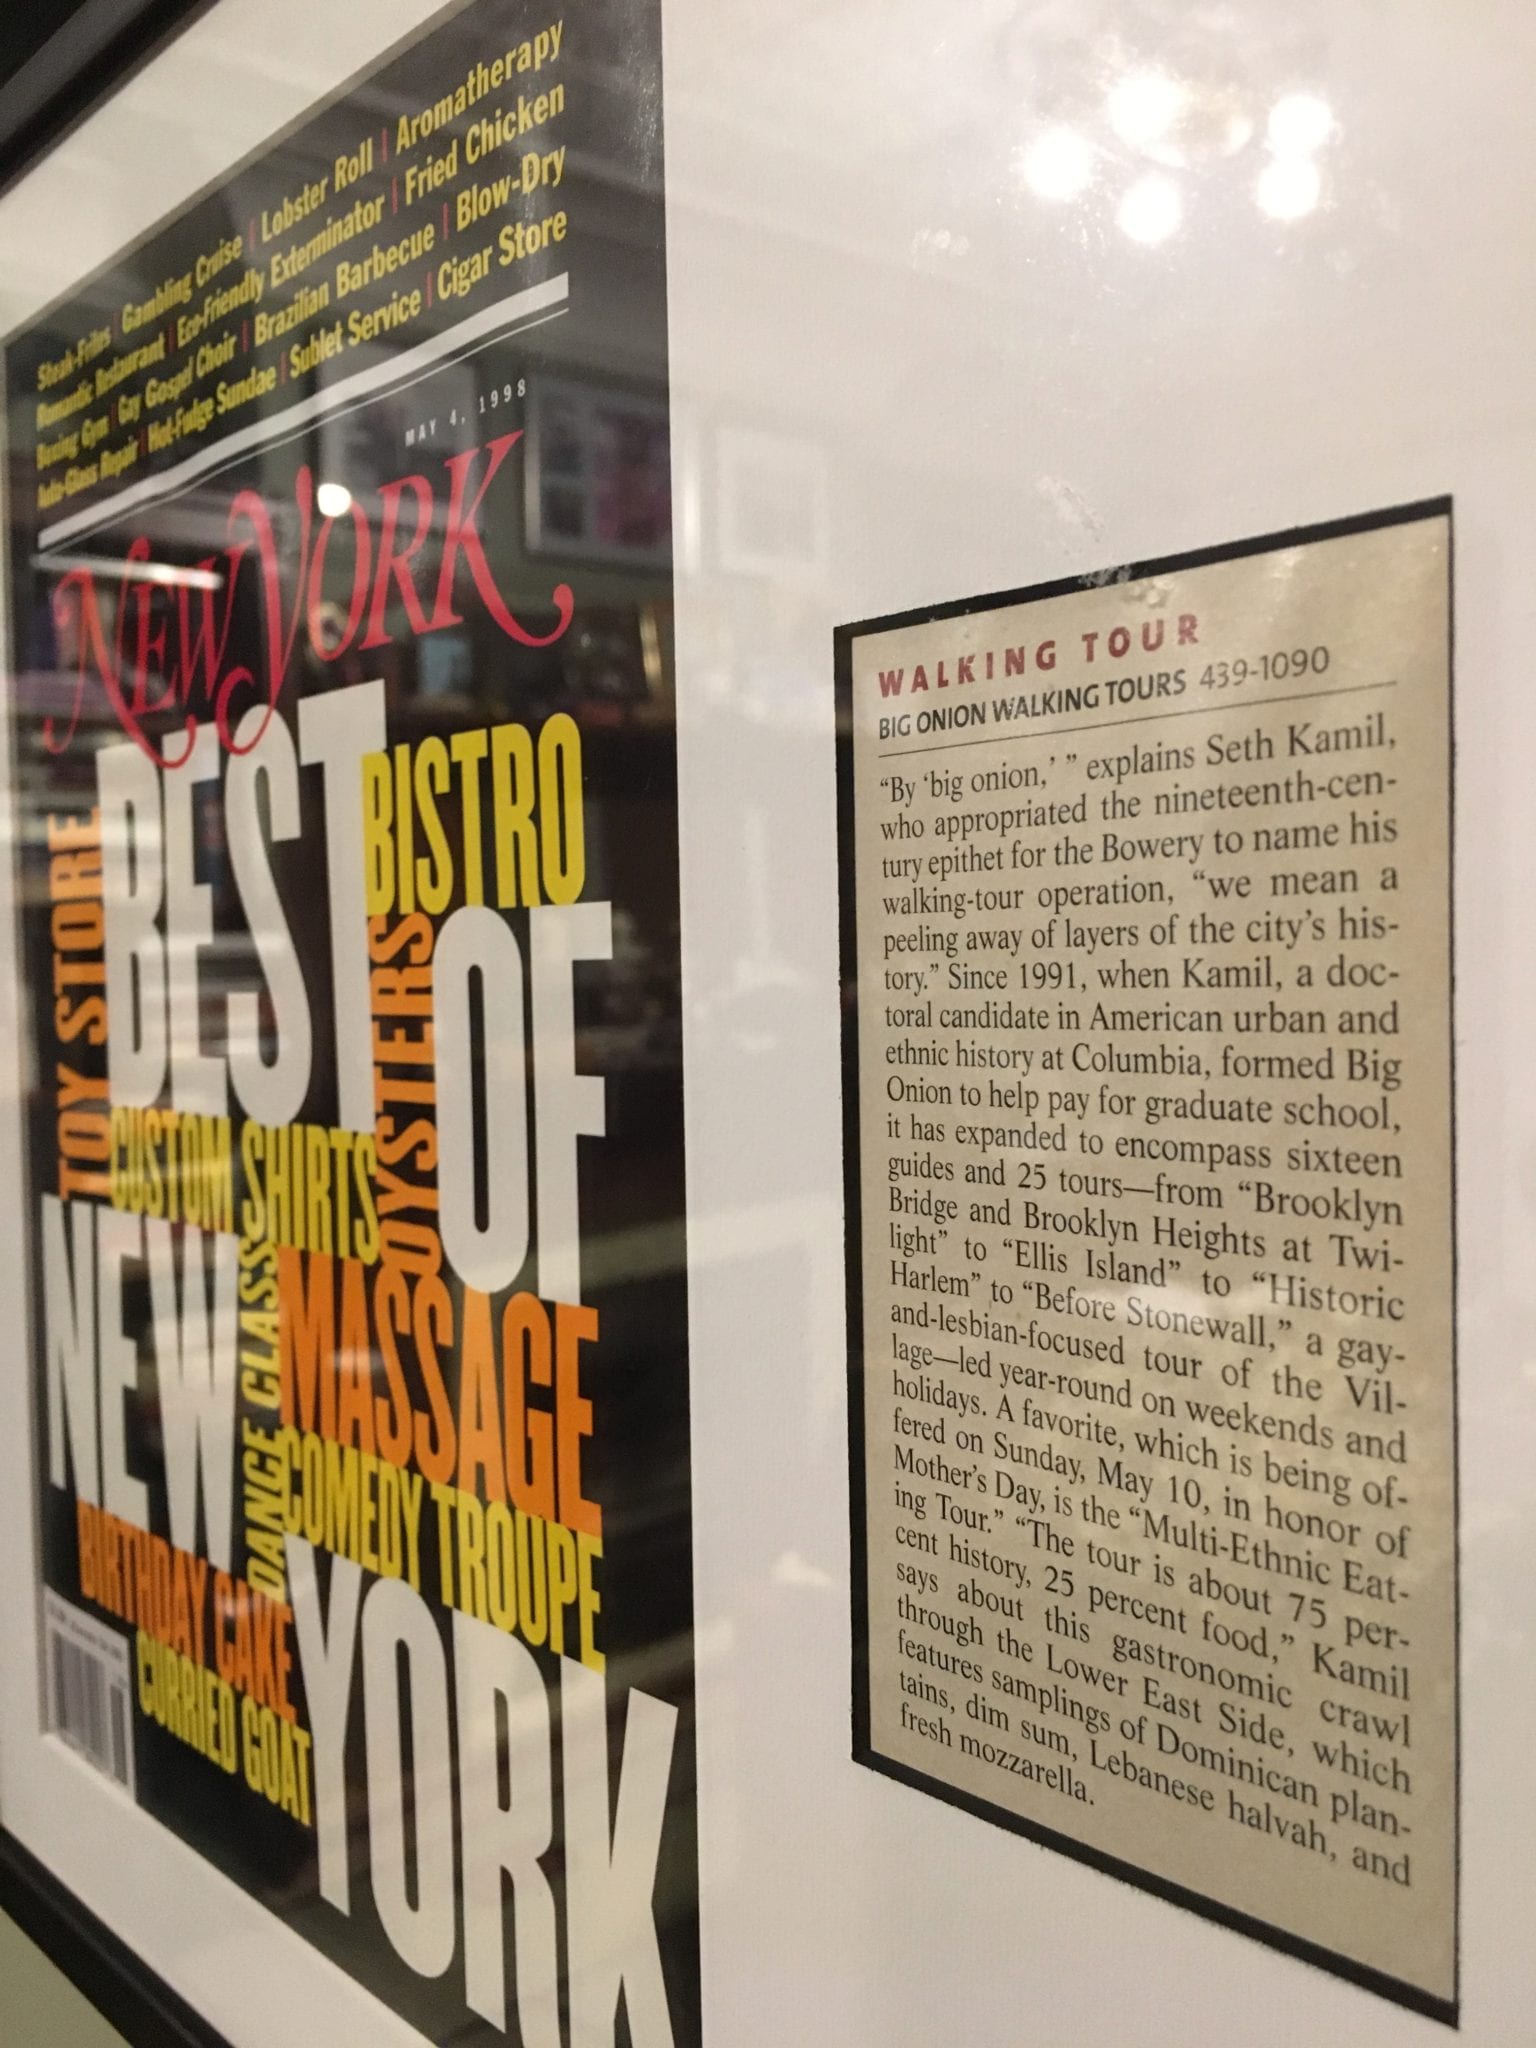 Steak-Frites | Gambling Cruise | Lobster Roll | Aromatherapy
Romantic Restaurant | Eco-Friendly Exterminator | Fried Chicken
Boxing Gym | Gay Gospel Choir | Brazilian Barbecue | Blow-Dry
Auto-Glass Repair | Hot-Fudge Sundae | Sublet Service | Cigar Store
MAY 4, 1998
NEW YORK
BEST
BISTRO
TOY STORE
OYSTERS
OF
CUSTOM SHIRTS
NEW
DANCE CLASS
MASSAGE
COMEDY TROUPE
BIRTHDAY CAKE
YORK
CURRIED GOAT
WALKING TOUR
BIG ONION WALKING TOURS 439-1090
“By ‘big onion,’ ” explains Seth Kamil,
who appropriated the nineteenth-cen-
tury epithet for the Bowery to name his
walking-tour operation, “we mean a
peeling away of layers of the city’s his-
tory.” Since 1991, when Kamil, a doc-
toral candidate in American urban and
ethnic history at Columbia, formed Big
Onion to help pay for graduate school,
it has expanded to encompass sixteen
guides and 25 tours—from “Brooklyn
Bridge and Brooklyn Heights at Twi-
light” to “Ellis Island” to “Historic
Harlem” to “Before Stonewall,” a gay-
and-lesbian-focused tour of the Vil-
lage—led year-round on weekends and
holidays. A favorite, which is being of-
fered on Sunday, May 10, in honor of
Mother’s Day, is the “Multi-Ethnic Eat-
ing Tour.” “The tour is about 75 per-
cent history, 25 percent food,” Kamil
says about this gastronomic crawl
through the Lower East Side, which
features samplings of Dominican plan-
tains, dim sum, Lebanese halvah, and
fresh mozzarella.